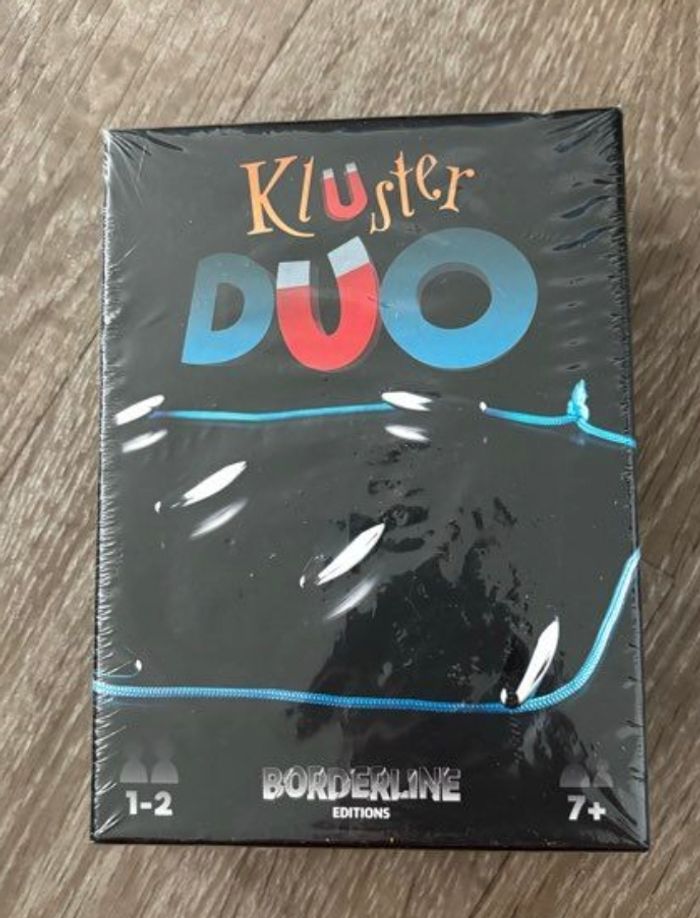 Kluster
DUO
1-2
BORDERLINE
EDITIONS
7+